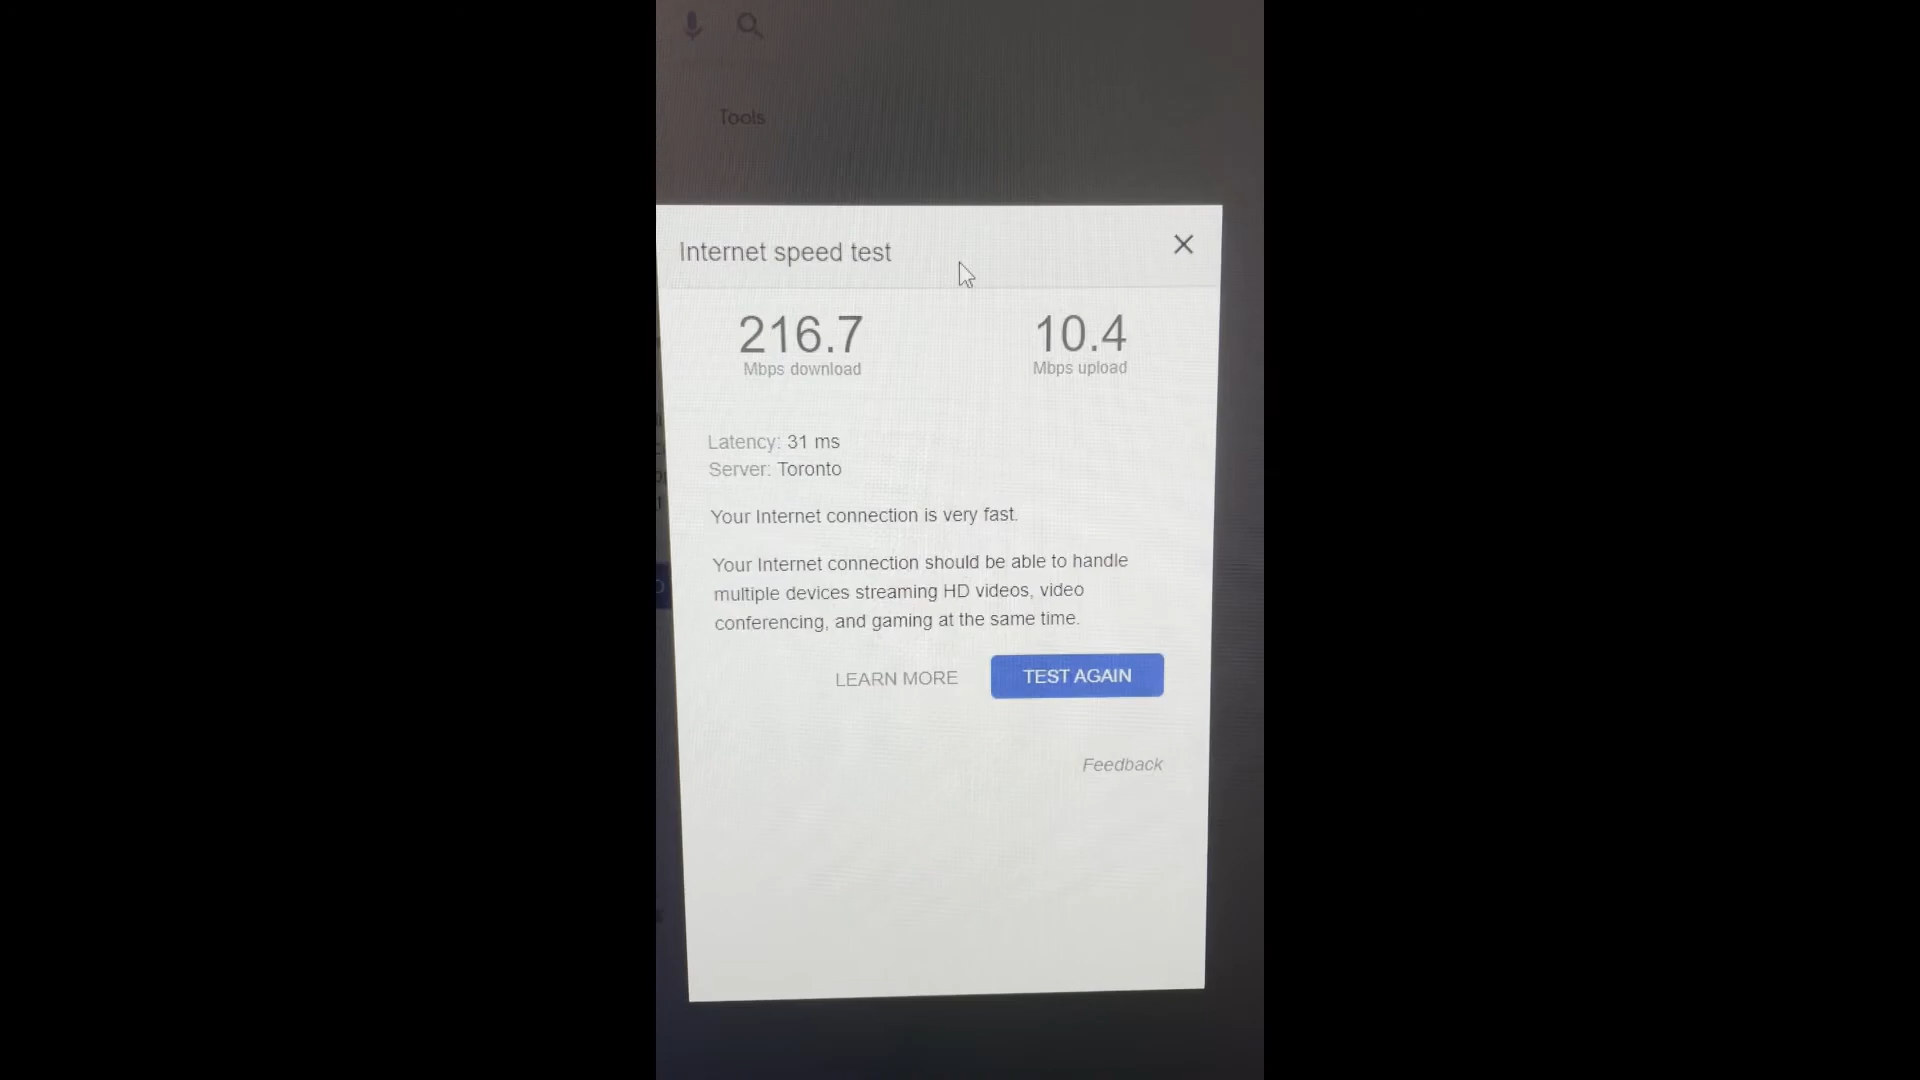 Tools
Internet speed test
216.7
Mbps download
10.4
Mbps upload
Latency: 31 ms
Server: Toronto
Your Internet connection is very fast.
Your Internet connection should be able to handle
multiple devices streaming HD videos, video
conferencing, and gaming at the same time.
LEARN MORE
TEST AGAIN
Feedback